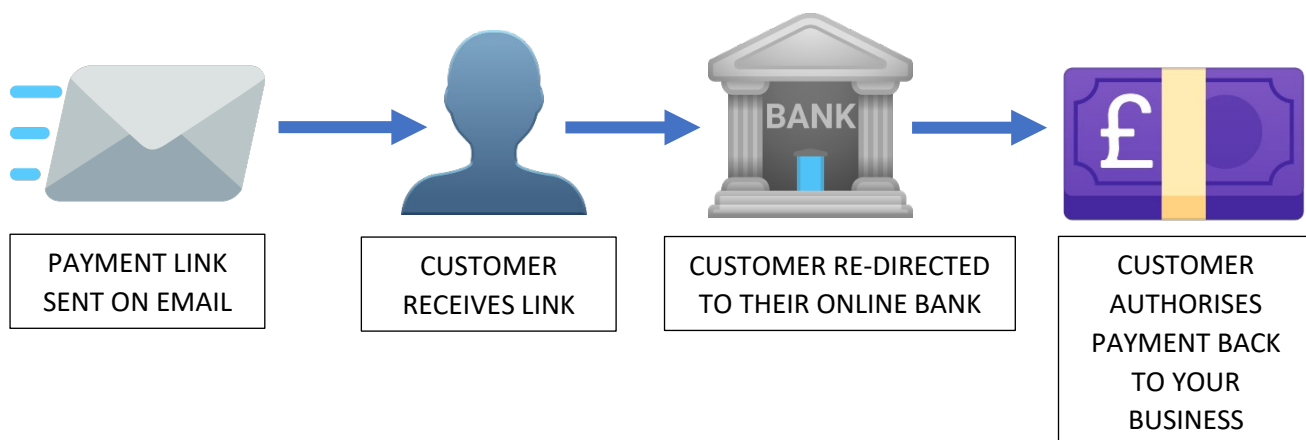 BANK
£
PAYMENT LINK
SENT ON EMAIL
CUSTOMER
RECEIVES LINK
CUSTOMER RE-DIRECTED
TO THEIR ONLINE BANK
CUSTOMER
AUTHORISES
PAYMENT BACK
TO YOUR
BUSINESS